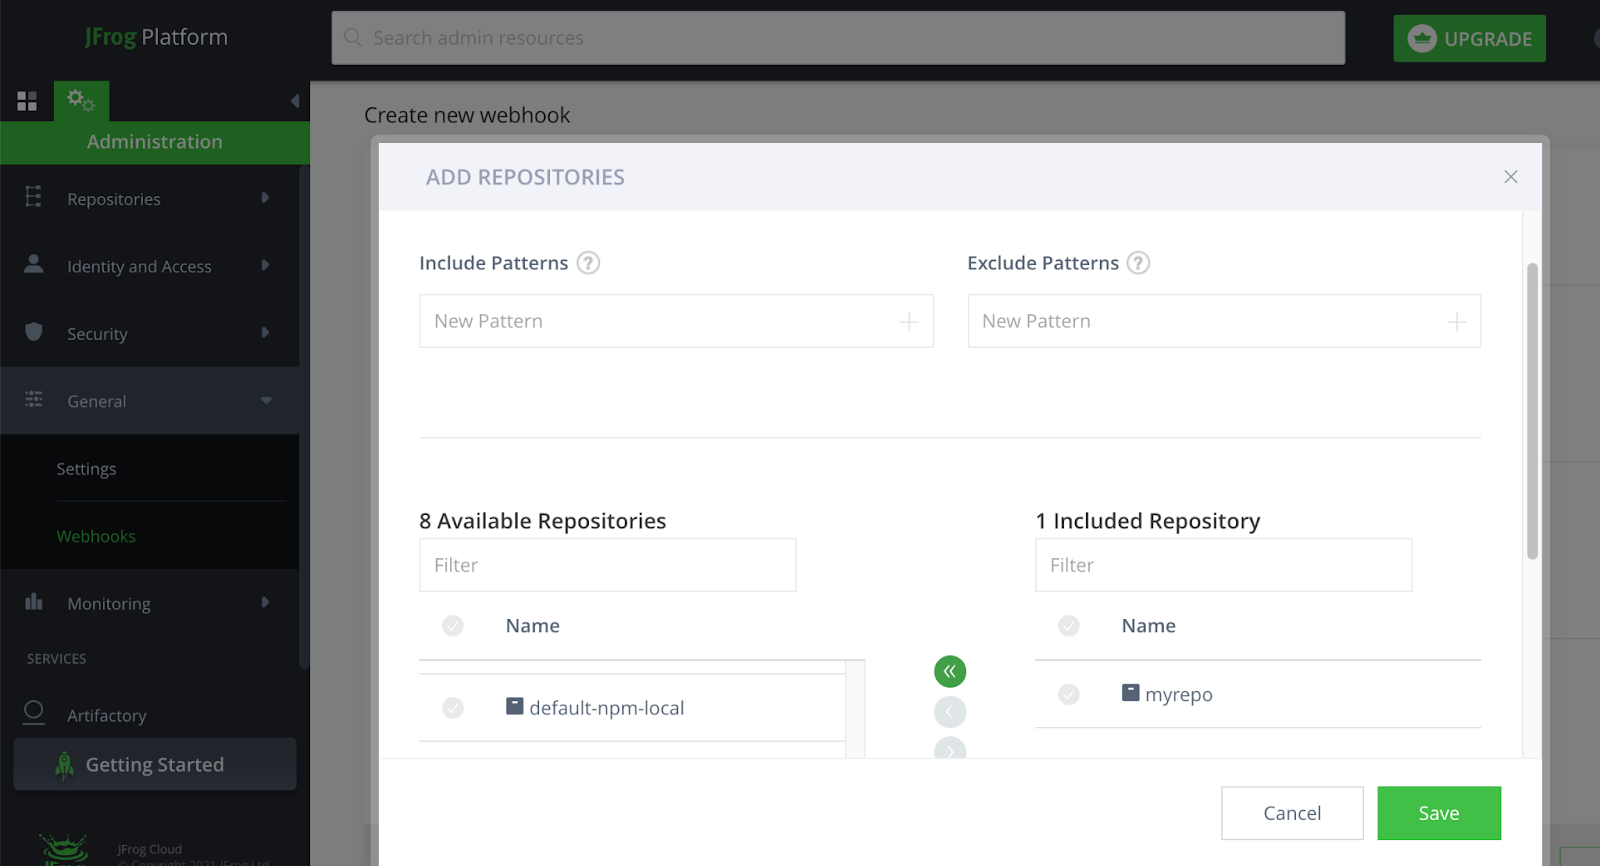 JFrog Platform
Search admin resources
UPGRADE
Administration
Create new webhook
ADD REPOSITORIES
Repositories
Identity and Access
Security
General
Settings
Webhooks
Monitoring
SERVICES
Artifactory
Getting Started
JFrog Cloud
© Copyright 2021 JFrog Ltd
Include Patterns ?
Exclude Patterns ?
New Pattern
New Pattern
8 Available Repositories
1 Included Repository
Filter
Filter
Name
Name
default-npm-local
myrepo
Cancel
Save